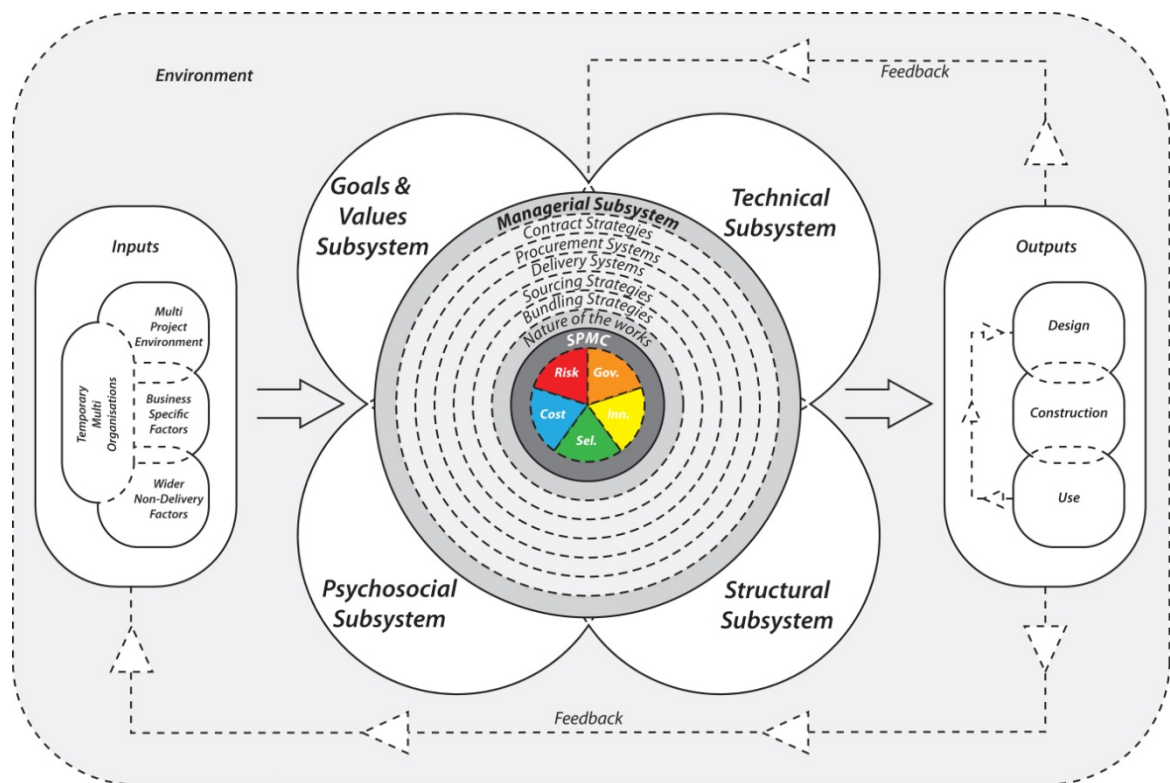 Environment
Feedback
Goals &
Values
Subsystem
Technical
Subsystem
Managerial Subsystem
Contract Strategies
Procurement Systems
Delivery Systems
Sourcing Strategies
Bundling Strategies
Nature of the works
SPMC
Risk
Gov.
Cost
Inn.
Sel.
Inputs
Multi
Project
Environment
Temporary
Multi
Organisations
Business
Specific
Factors
Wider
Non-Delivery
Factors
Outputs
Design
Construction
Use
Psychosocial
Subsystem
Structural
Subsystem
Feedback